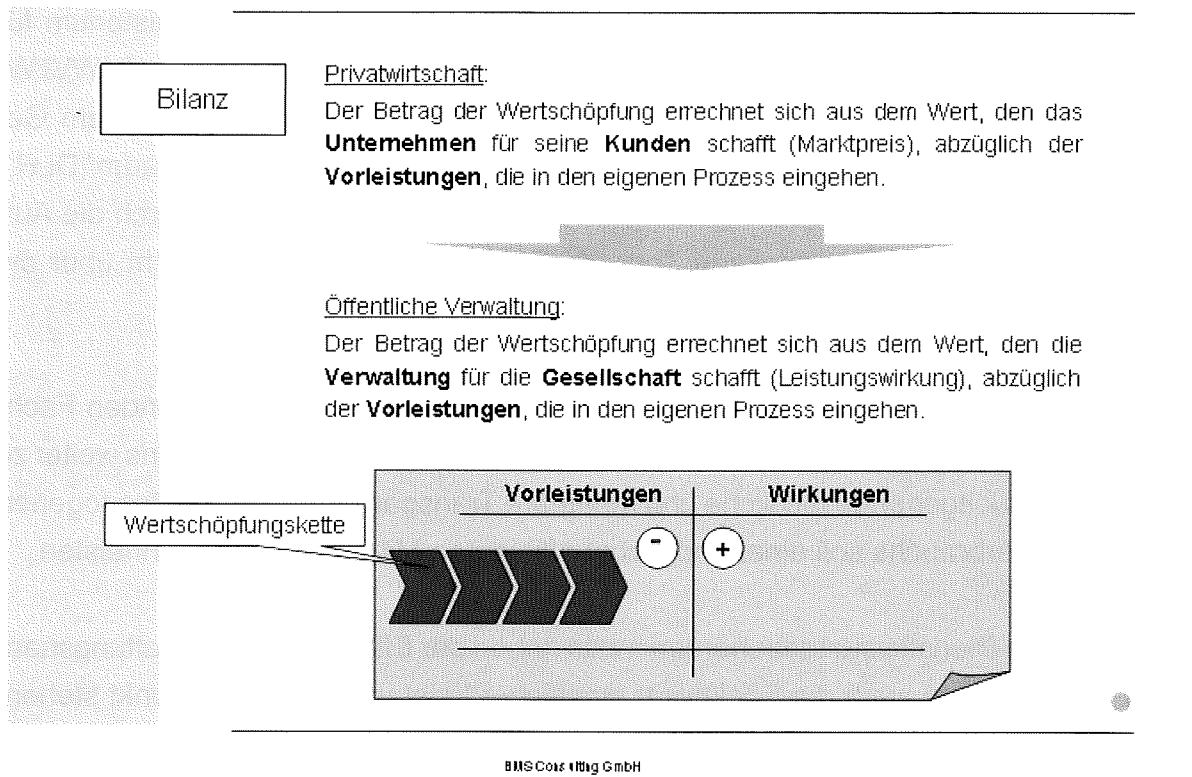 Bilanz
Privatwirtschaft:
Der Betrag der Wertschöpfung errechnet sich aus dem Wert, den das
Unternehmen für seine Kunden schafft (Marktpreis), abzüglich der
Vorleistungen, die in den eigenen Prozess eingehen.
Öffentliche Verwaltung:
Der Betrag der Wertschöpfung errechnet sich aus dem Wert, den die
Verwaltung für die Gesellschaft schafft (Leistungswirkung), abzüglich
der Vorleistungen, die in den eigenen Prozess eingehen.
Vorleistungen Wirkungen
Wertschöpfungskette
- +
GmbH